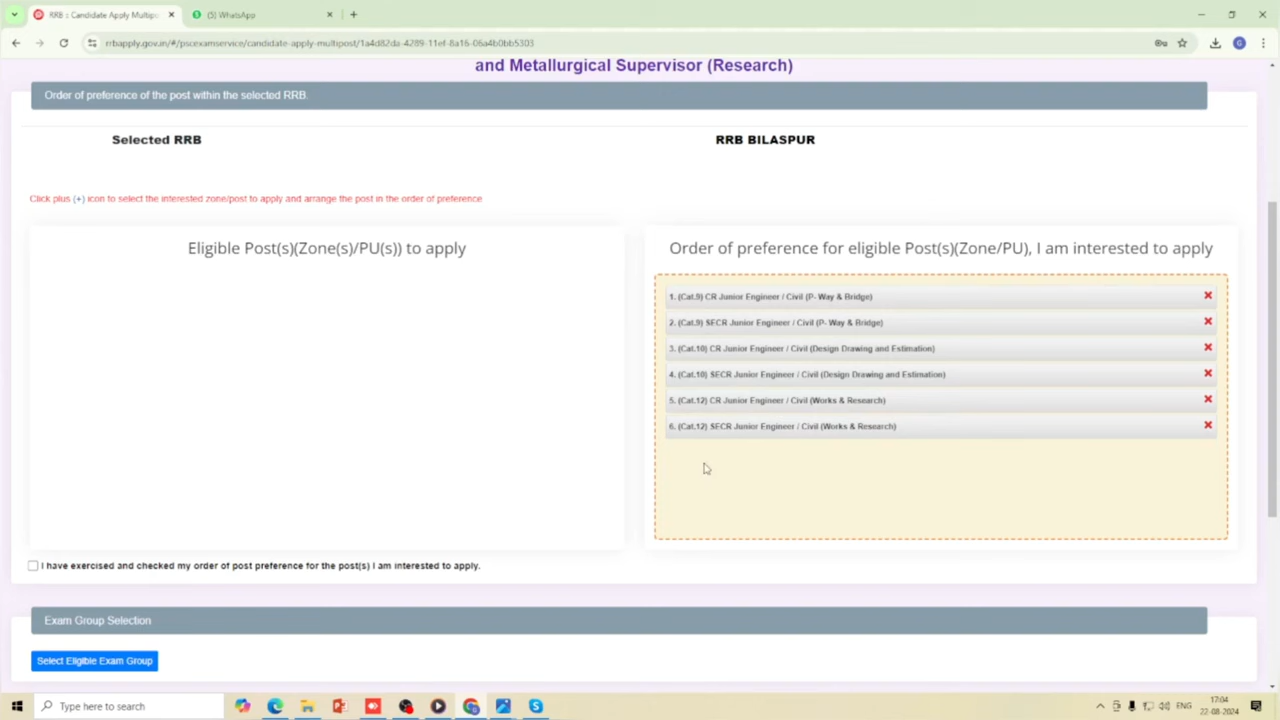 RRB s Candidate Apply Multipo
(5) WhatsApp
rrbapply.gov.in/#/pscexamservice/candidate-apply-multipost/1a4d82da-4789-11ef-8a16-06a4b0bb5303
and Metallurgical Supervisor (Research)
Order of preference of the post within the selected RRB.
Selected RRB
RRB BILASPUR
Click plus (+) icon to select the interested zone/post to apply and arrange the post in the order of preference
Eligible Post(s)(Zone(s)/PU(s)) to apply
Order of preference for eligible Post(s)(Zone/PU), I am interested to apply
1. (Cat.9) CR Junior Engineer / Civil (P- Way & Bridge)
2. (Cat.9) SECR Junior Engineer / Civil (P- Way & Bridge)
3. (Cat.10) CR Junior Engineer / Civil (Design Drawing and Estimation)
4. (Cat.10) SECR Junior Engineer / Civil (Design Drawing and Estimation)
5. (Cat.12) CR Junior Engineer / Civil (Works & Research)
6. (Cat.12) SECR Junior Engineer / Civil (Works & Research)
I have exercised and checked my order of post preference for the post(s) I am interested to apply.
Exam Group Selection
Select Eligible Exam Group
Type here to search
ENG
17:04
22-08-2024